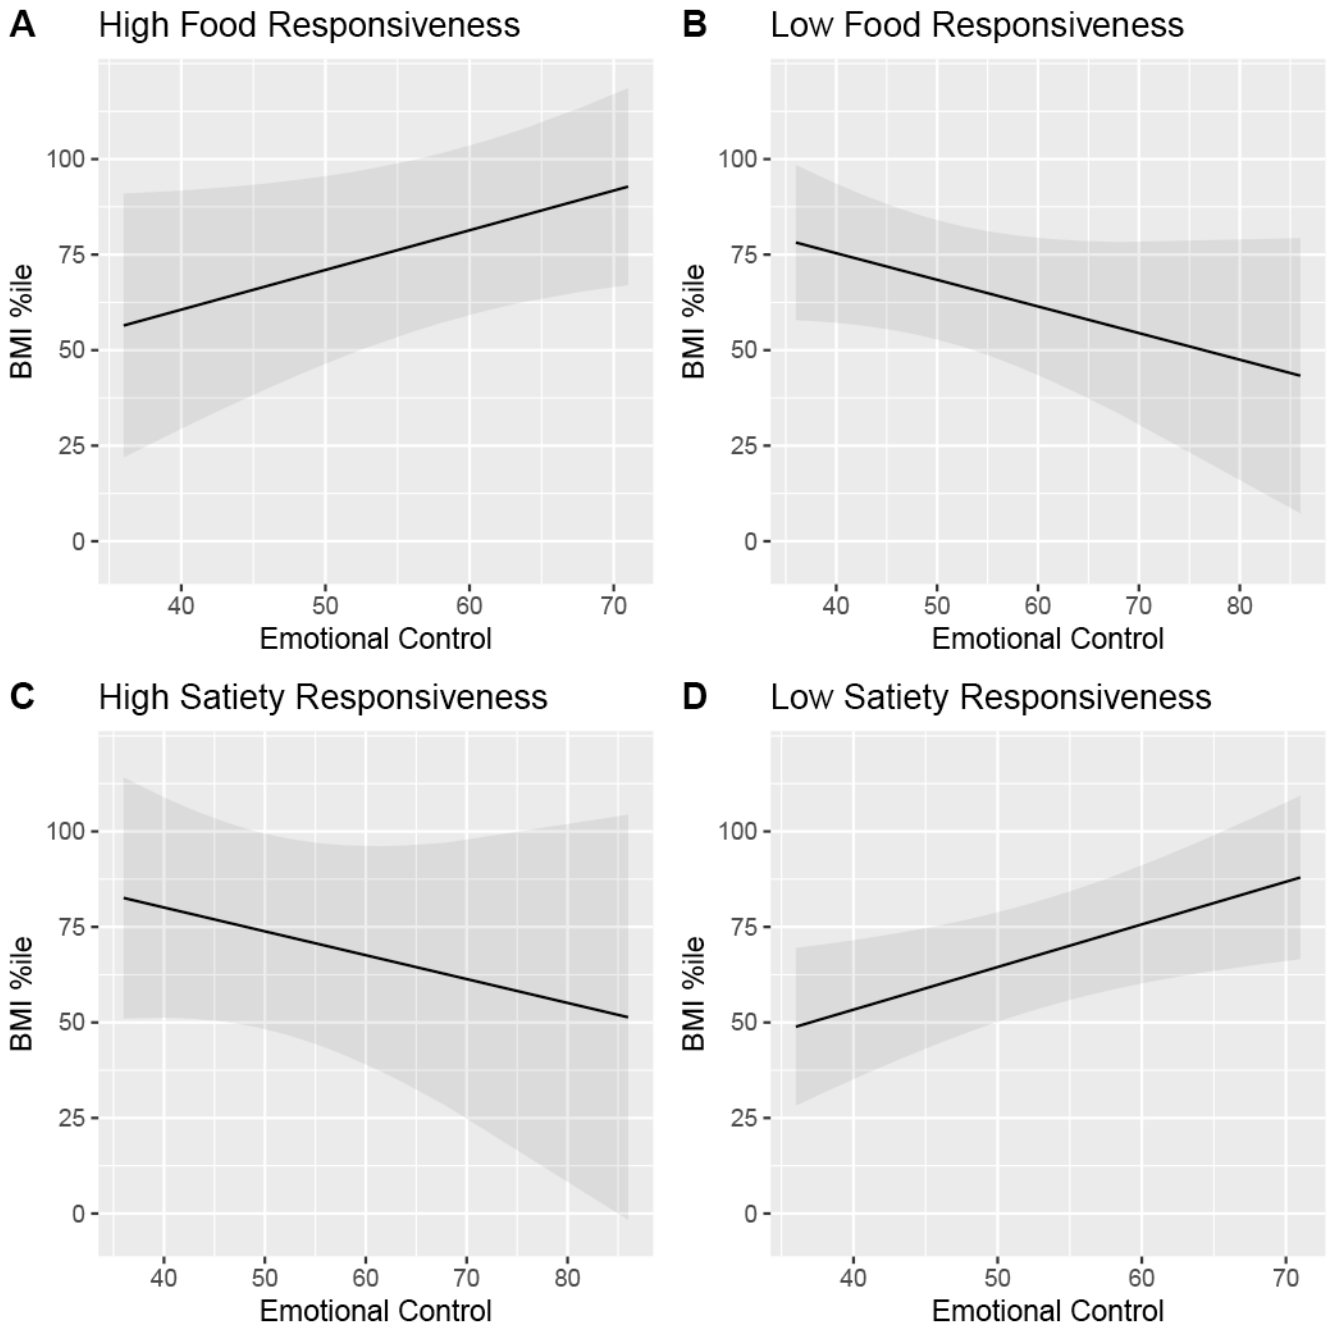 A High Food Responsiveness
100
75
50
25
0
BMI %ile
40 50 60 70
Emotional Control
B Low Food Responsiveness
100
75
50
25
0
BMI %ile
40 50 60 70 80
Emotional Control
C High Satiety Responsiveness
100
75
50
25
0
BMI %ile
40 50 60 70 80
Emotional Control
D Low Satiety Responsiveness
100
75
50
25
0
BMI %ile
40 50 60 70
Emotional Control